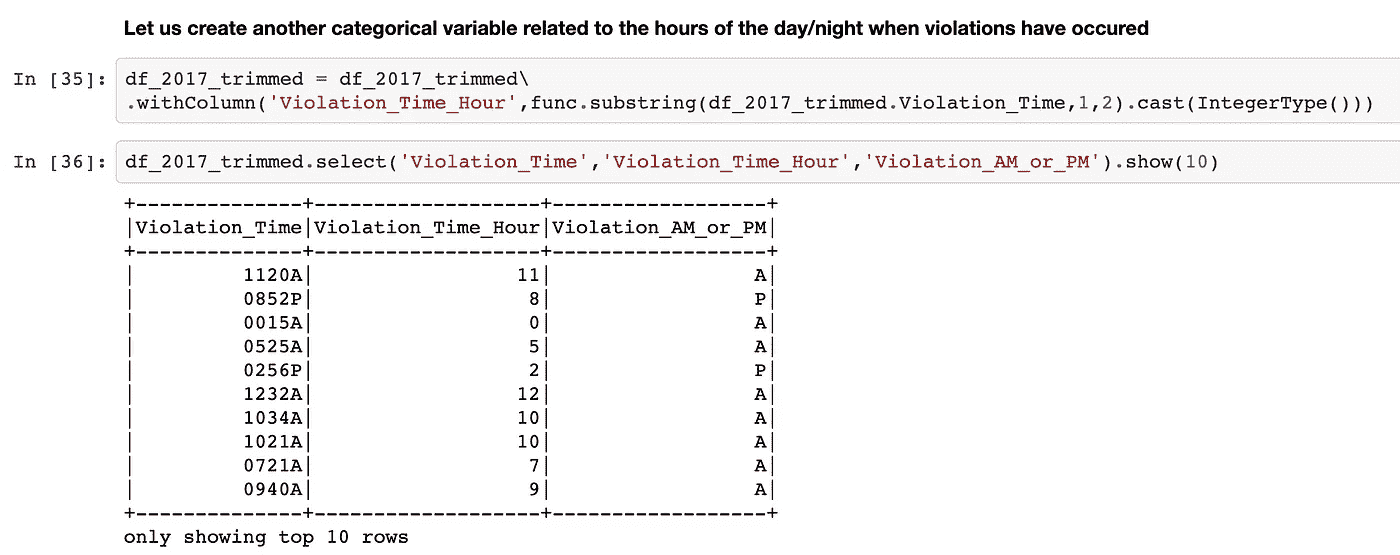 Let us create another categorical variable related to the hours of the day/night when violations have occured
In [35]: df_2017_trimmed = df_2017_trimmed\
.withColumn('Violation_Time_Hour',func.substring(df_2017_trimmed.Violation_Time,1,2).cast(IntegerType()))
In [36]: df_2017_trimmed.select('Violation_Time','Violation_Time_Hour','Violation_AM_or_PM').show(10)
+--------------+-------------------+------------------+
|Violation_Time|Violation_Time_Hour|Violation_AM_or_PM|
+--------------+-------------------+------------------+
|         1120A|                 11|                 A|
|         0852P|                  8|                 P|
|         0015A|                  0|                 A|
|         0525A|                  5|                 A|
|         0256P|                  2|                 P|
|         1232A|                 12|                 A|
|         1034A|                 10|                 A|
|         1021A|                 10|                 A|
|         0721A|                  7|                 A|
|         0940A|                  9|                 A|
+--------------+-------------------+------------------+
only showing top 10 rows